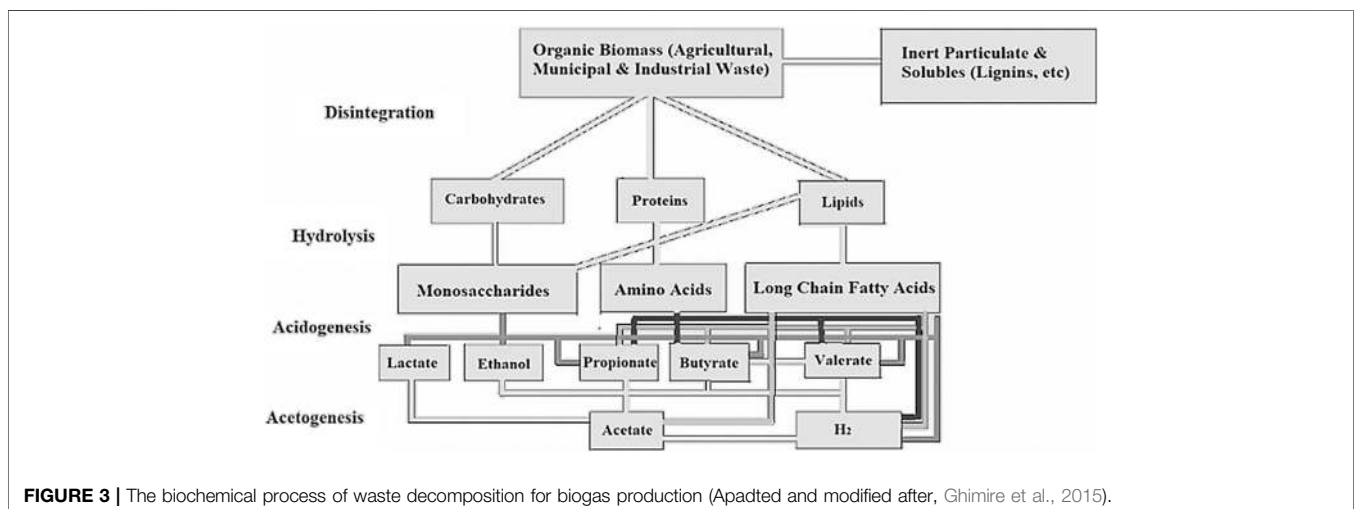 Organic Biomass (Agricultural,
Municipal & Industrial Waste)
Inert Particulate &
Solubles (Lignins, etc)
Disintegration
Carbohydrates
Proteins
Lipids
Hydrolysis
Monosaccharides
Amino Acids
Long Chain Fatty Acids
Acidogenesis
Lactate
Ethanol
Propionate
Butyrate
Valerate
Acetogenesis
Acetate
H2
FIGURE 3 | The biochemical process of waste decomposition for biogas production (Apadted and modified after, Ghimire et al., 2015).